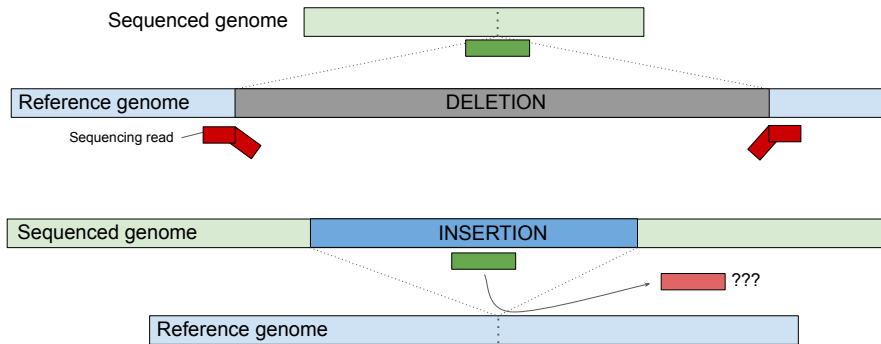 Sequenced genome
Reference genome
DELETION
Sequencing read
Sequenced genome
INSERTION
???
Reference genome